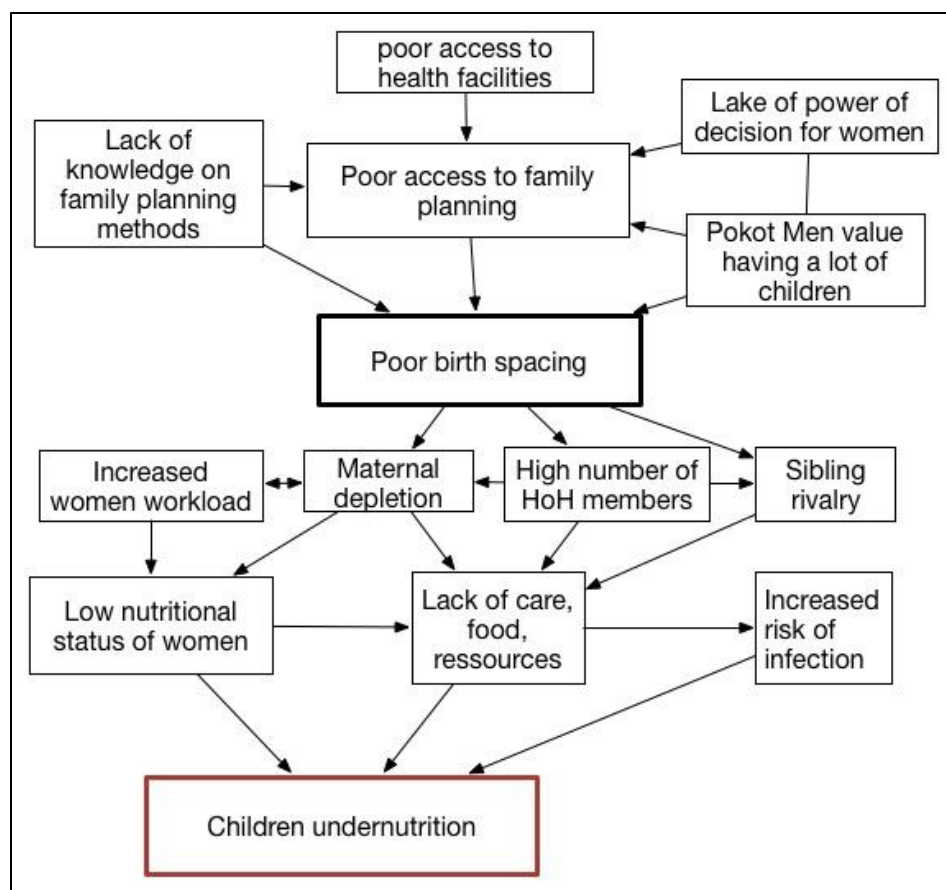 poor access to
health facilities
Lake of power of
decision for women
Lack of
knowledge on
family planning
methods
Poor access to family
planning
Pokot Men value
having a lot of
children
Poor birth spacing
Increased
women workload
Maternal
depletion
High number of
HoH members
Sibling
rivalry
Low nutritional
status of women
Lack of care,
food,
ressources
Increased
risk of
infection
Children undernutrition